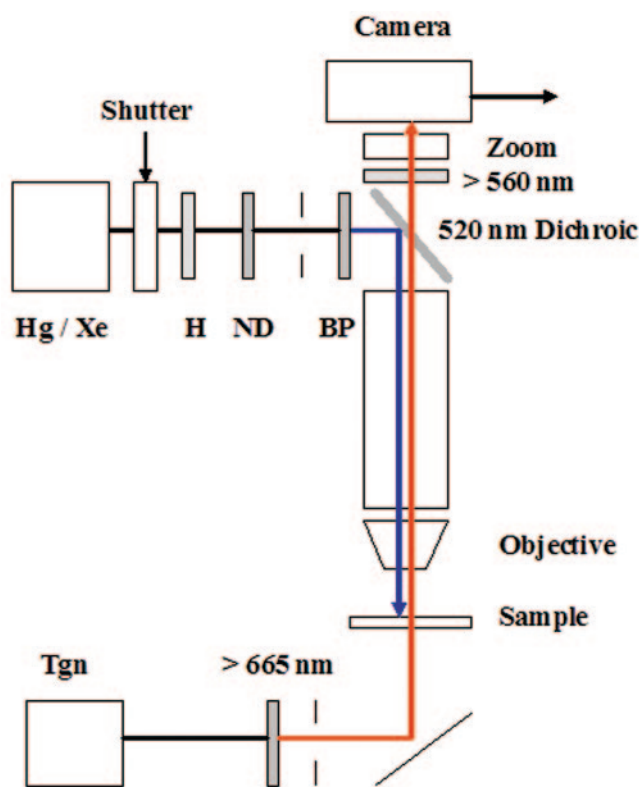 Camera
Shutter
Zoom
> 560 nm
520 nm Dichroic
Hg / Xe
H
ND
BP
Objective
Sample
Tgn
> 665 nm